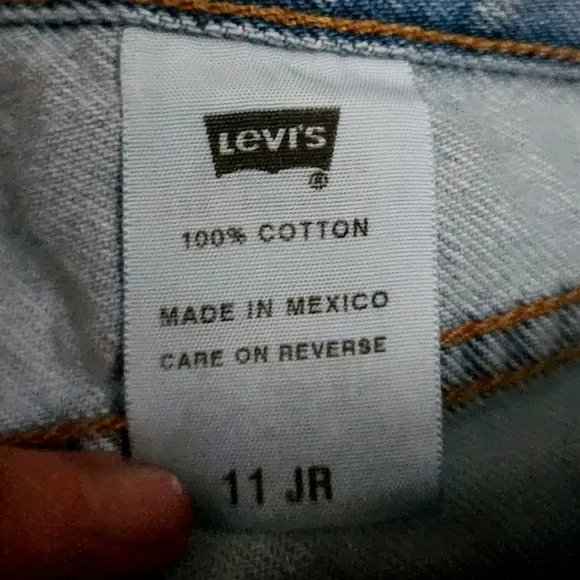 Levi's
®
100% COTTON
MADE IN MEXICO
CARE ON REVERSE
11 JR